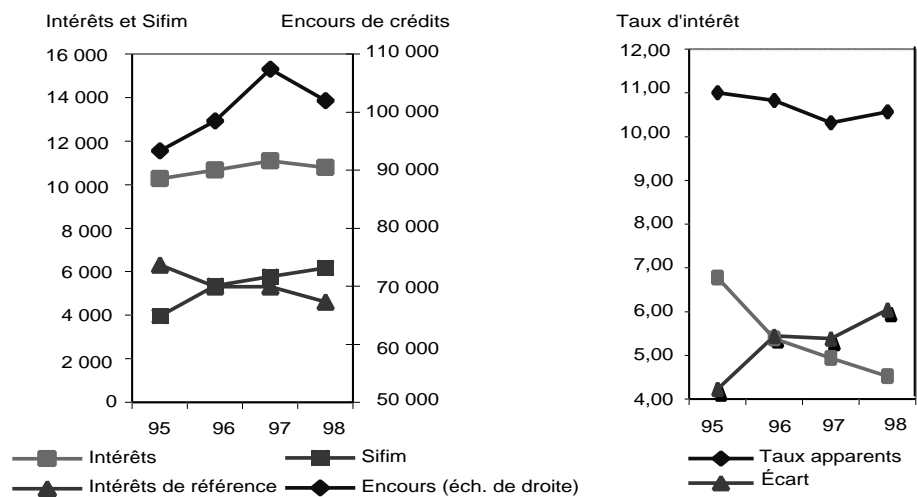 Intérêts et Sifim
Encours de crédits
16 000
14 000
12 000
10 000
8 000
6 000
4 000
2 000
0
110 000
100 000
90 000
80 000
70 000
60 000
50 000
95 96 97 98
Intérêts
Sifim
Intérêts de référence
Encours (éch. de droite)
Taux d'intérêt
12,00
11,00
10,00
9,00
8,00
7,00
6,00
5,00
4,00
95 96 97 98
Taux apparents
Écart